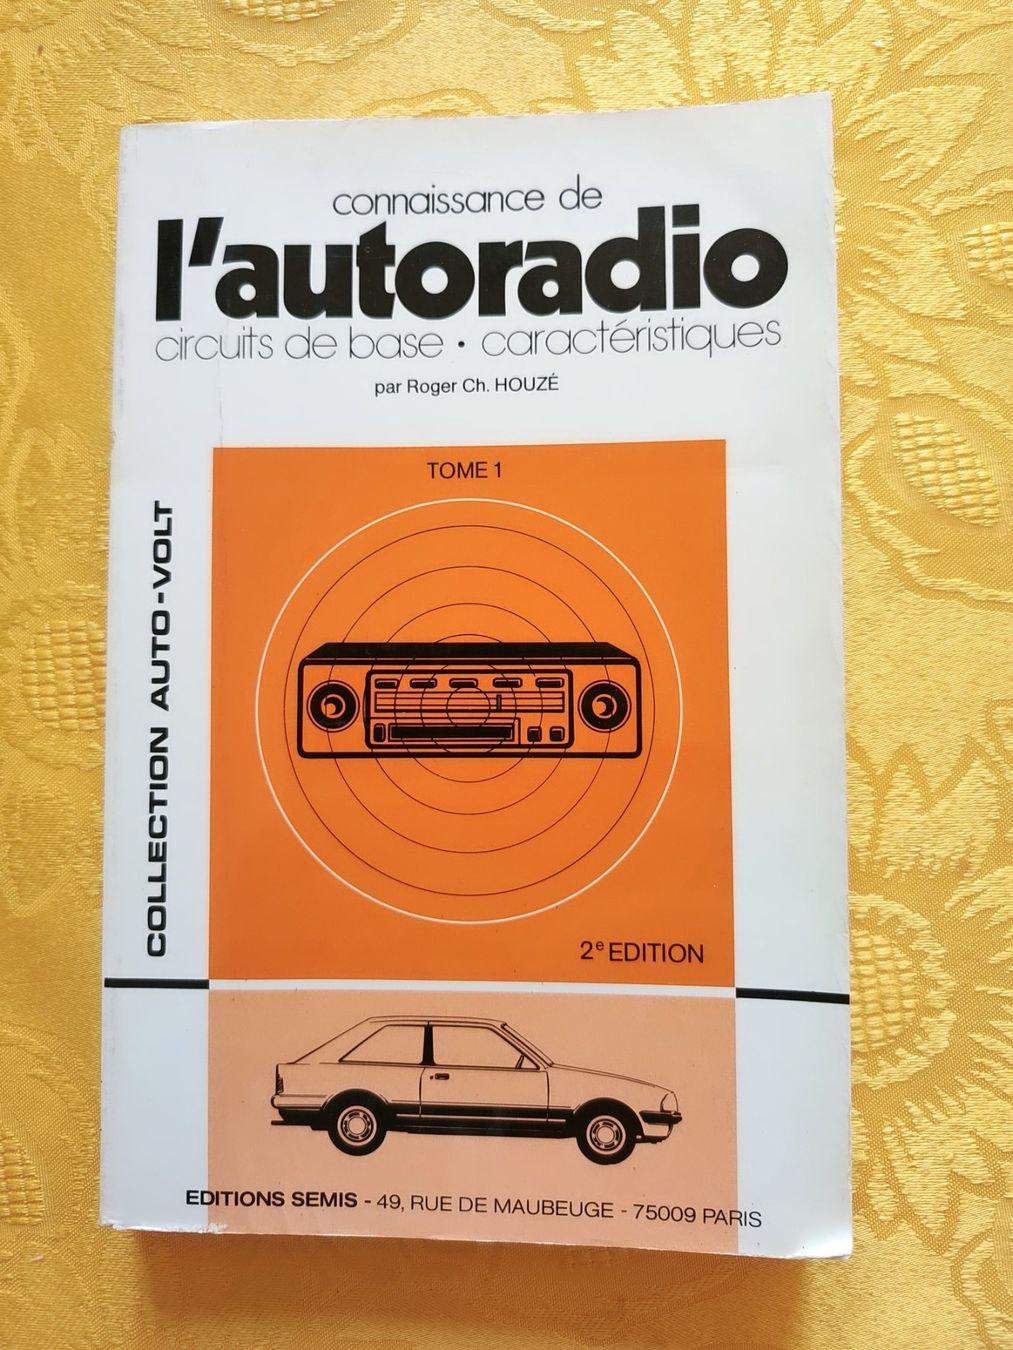 connaissance de
l'autoradio
circuits de base • caractéristiques
par Roger Ch. HOUZÉ
TOME 1
COLLECTION AUTO-VOLT
2e EDITION
EDITIONS SEMIS - 49, RUE DE MAUBEUGE - 75009 PARIS